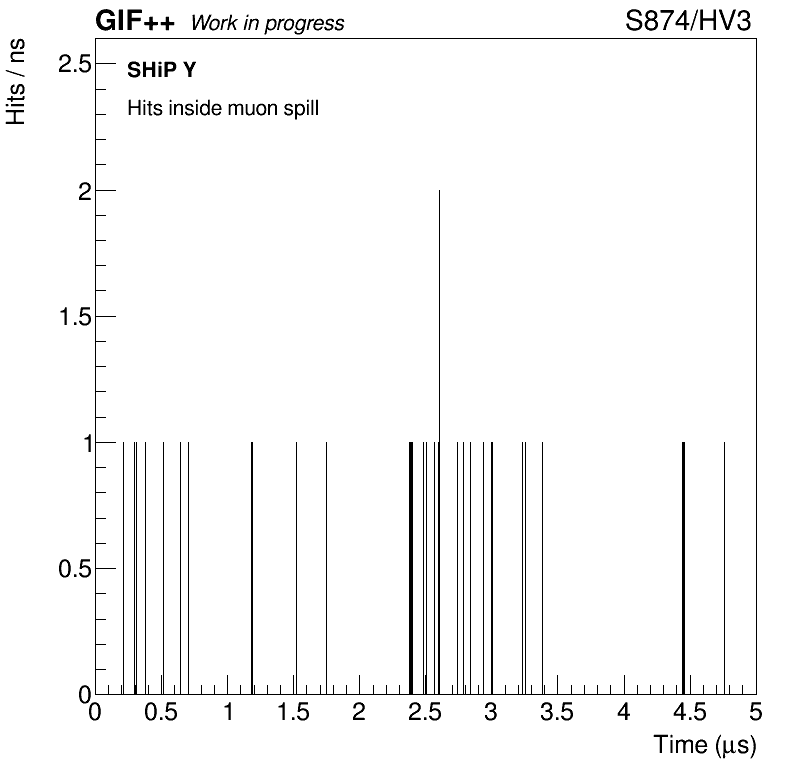 GIF++ Work in progress S874/HV3
Hits / ns
SHiP Y
Hits inside muon spill
2.5
2
1.5
1
0.5
0
0 0.5 1 1.5 2 2.5 3 3.5 4 4.5 5
Time (μs)